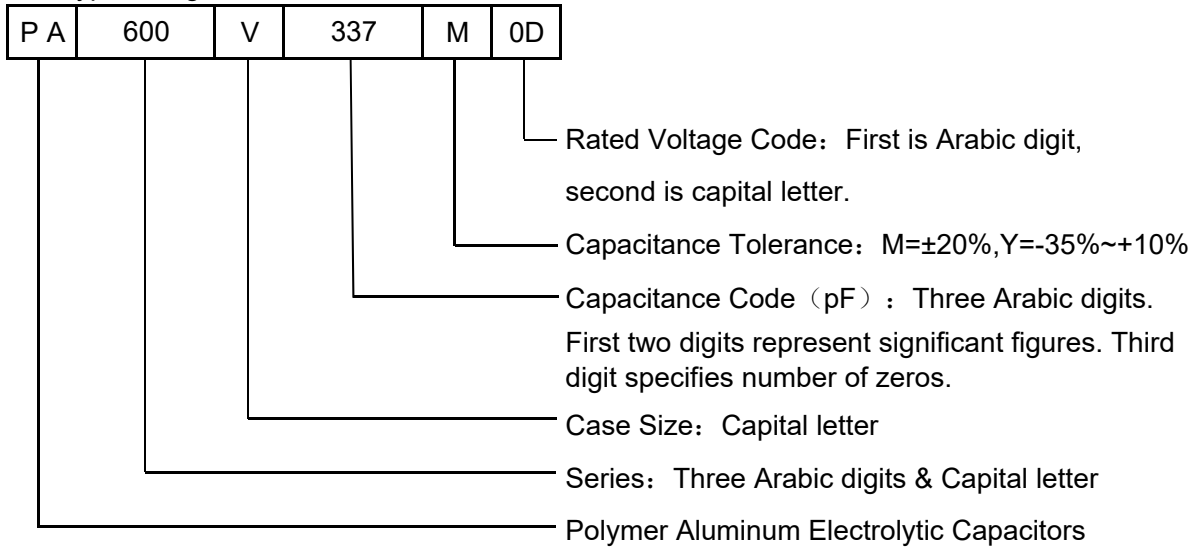 P A 600 V 337 M 0D
Rated Voltage Code：First is Arabic digit,
second is capital letter.
Capacitance Tolerance：M=±20%,Y=-35%~+10%
Capacitance Code（pF）：Three Arabic digits.
First two digits represent significant figures. Third
digit specifies number of zeros.
Case Size：Capital letter
Series：Three Arabic digits & Capital letter
Polymer Aluminum Electrolytic Capacitors